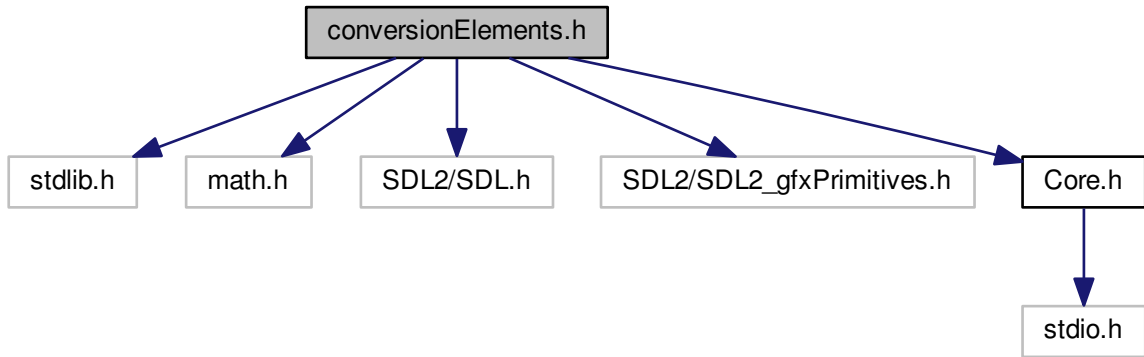 conversionElements.h
stdlib.h
math.h
SDL2/SDL.h
SDL2/SDL2_gfxPrimitives.h
Core.h
stdio.h